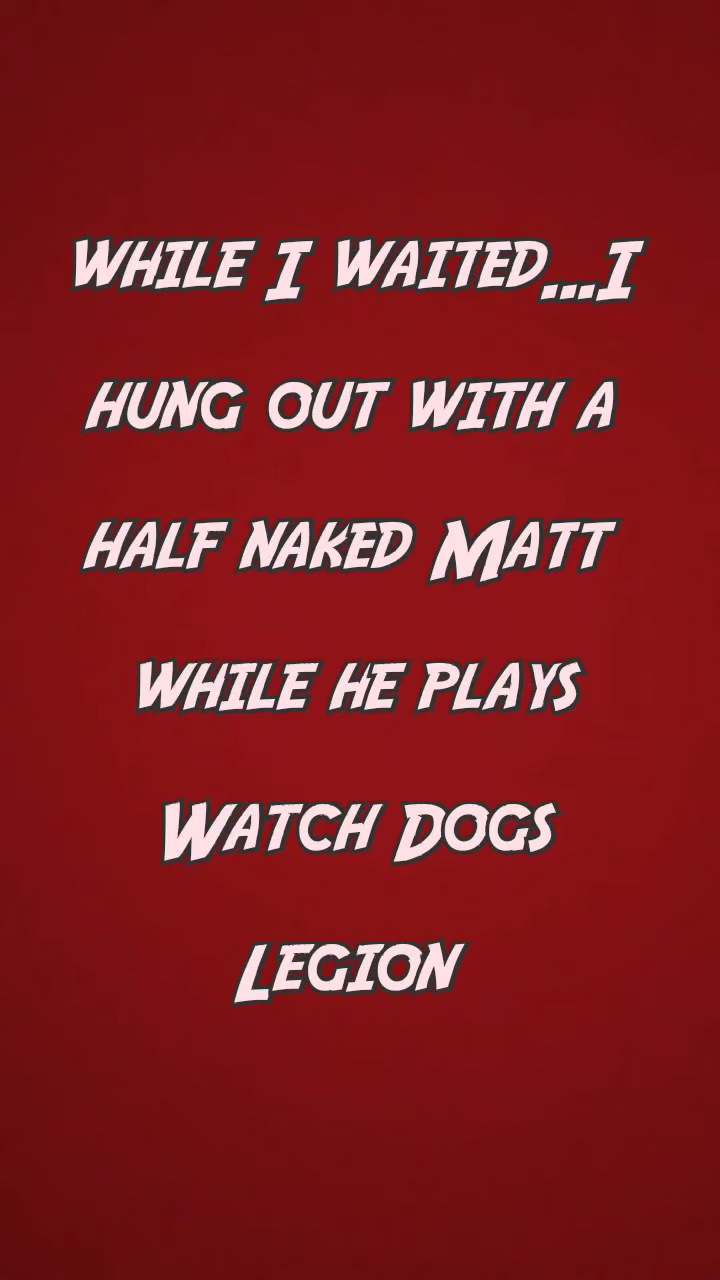 while I waited...I
hung out with a
half naked Matt
while he plays
Watch Dogs
Legion